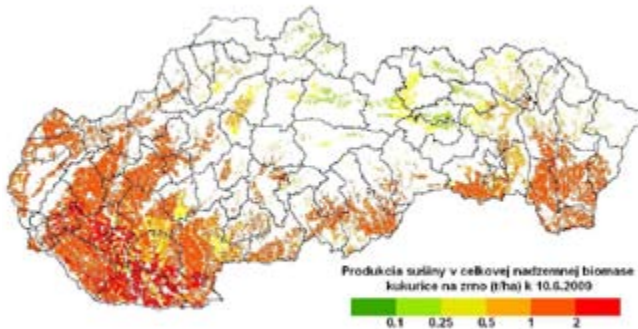 Produkcia sušiny v celkovej nadzemnej biomase
kukurice na zrno (t/ha) k 10.6.2009
0.1 0.25 0.5 1 2